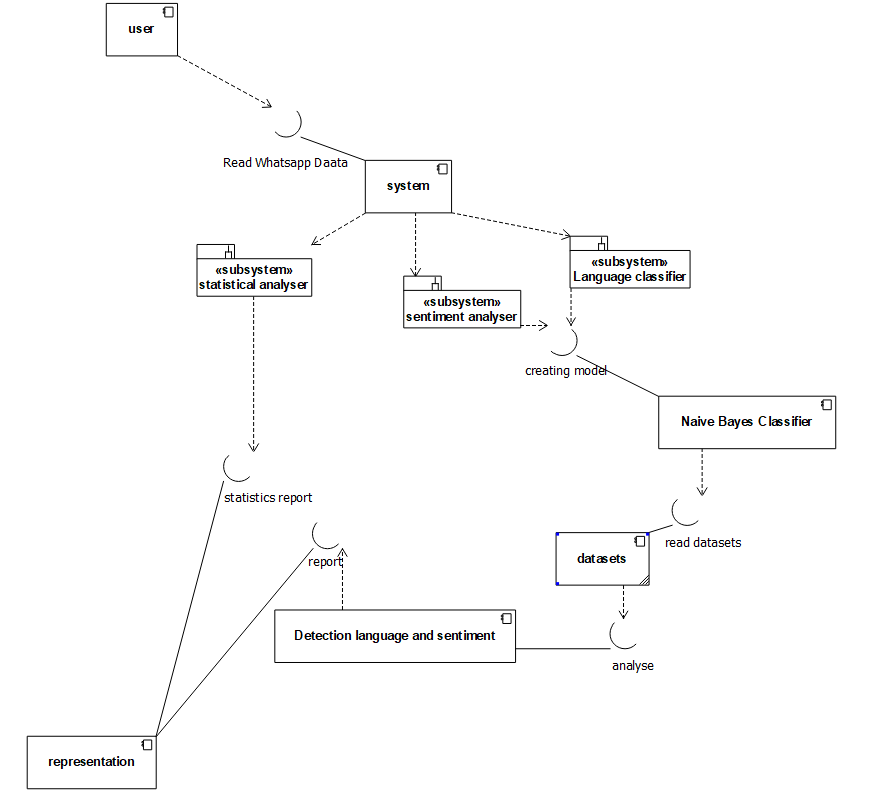 user
Read Whatsapp Daata
system
«subsystem»
statistical analyser
«subsystem»
sentiment analyser
«subsystem»
Language classifier
creating model
Naive Bayes Classifier
statistics report
read datasets
report
datasets
Detection language and sentiment
analyse
representation